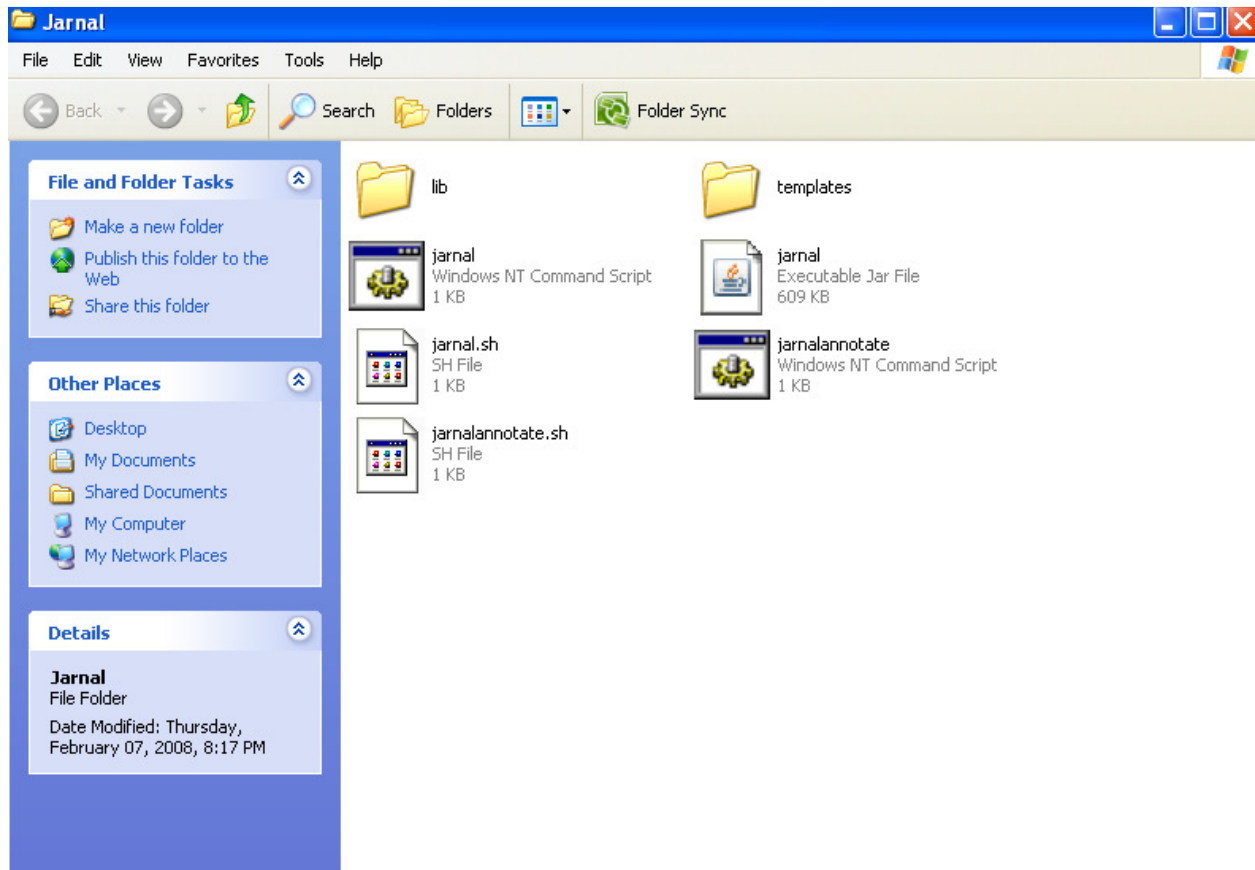 Jarnal
File Edit View Favorites Tools Help
Back Search Folders Folder Sync
File and Folder Tasks
Make a new folder
Publish this folder to the
Web
Share this folder
Other Places
Desktop
My Documents
Shared Documents
My Computer
My Network Places
Details
Jarnal
File Folder
Date Modified: Thursday,
February 07, 2008, 8:17 PM
lib
templates
jarnal
Windows NT Command Script
1 KB
jarnal
Executable Jar File
609 KB
jarnal.sh
SH File
1 KB
jarnalannotate
Windows NT Command Script
1 KB
jarnalannotate.sh
SH File
1 KB